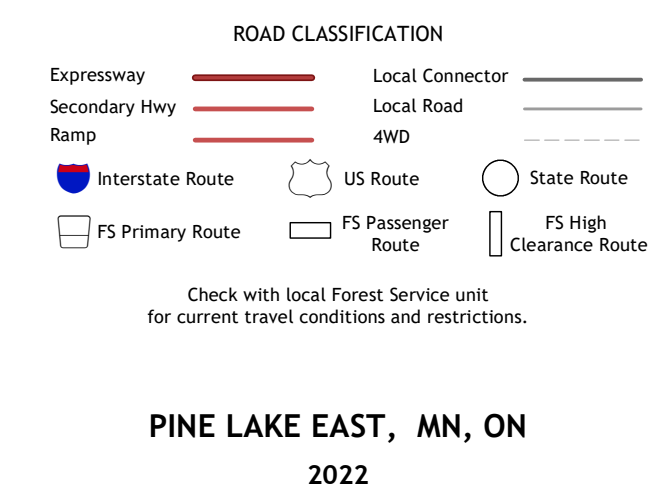 ROAD CLASSIFICATION
Expressway
Local Connector
Secondary Hwy
Local Road
Ramp
4WD
Interstate Route
US Route
State Route
FS Primary Route
FS Passenger
Route
FS High
Clearance Route
Check with local Forest Service unit
for current travel conditions and restrictions.
PINE LAKE EAST, MN, ON
2022